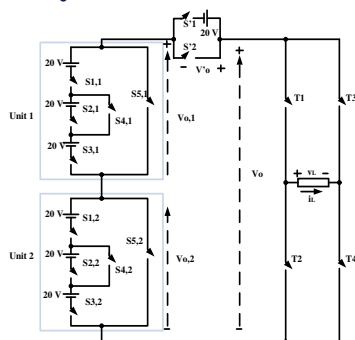 S'1
20 V
S'2
V'o
20 V
S1,1
20 V
S2,1
S4,1
S5,1
20 V
S3,1
Unit 1
Vo,1
20 V
S1,2
20 V
S2,2
S4,2
S5,2
20 V
S3,2
Unit 2
Vo,2
Vo
T1
T3
+ VL -
iL
T2
T4